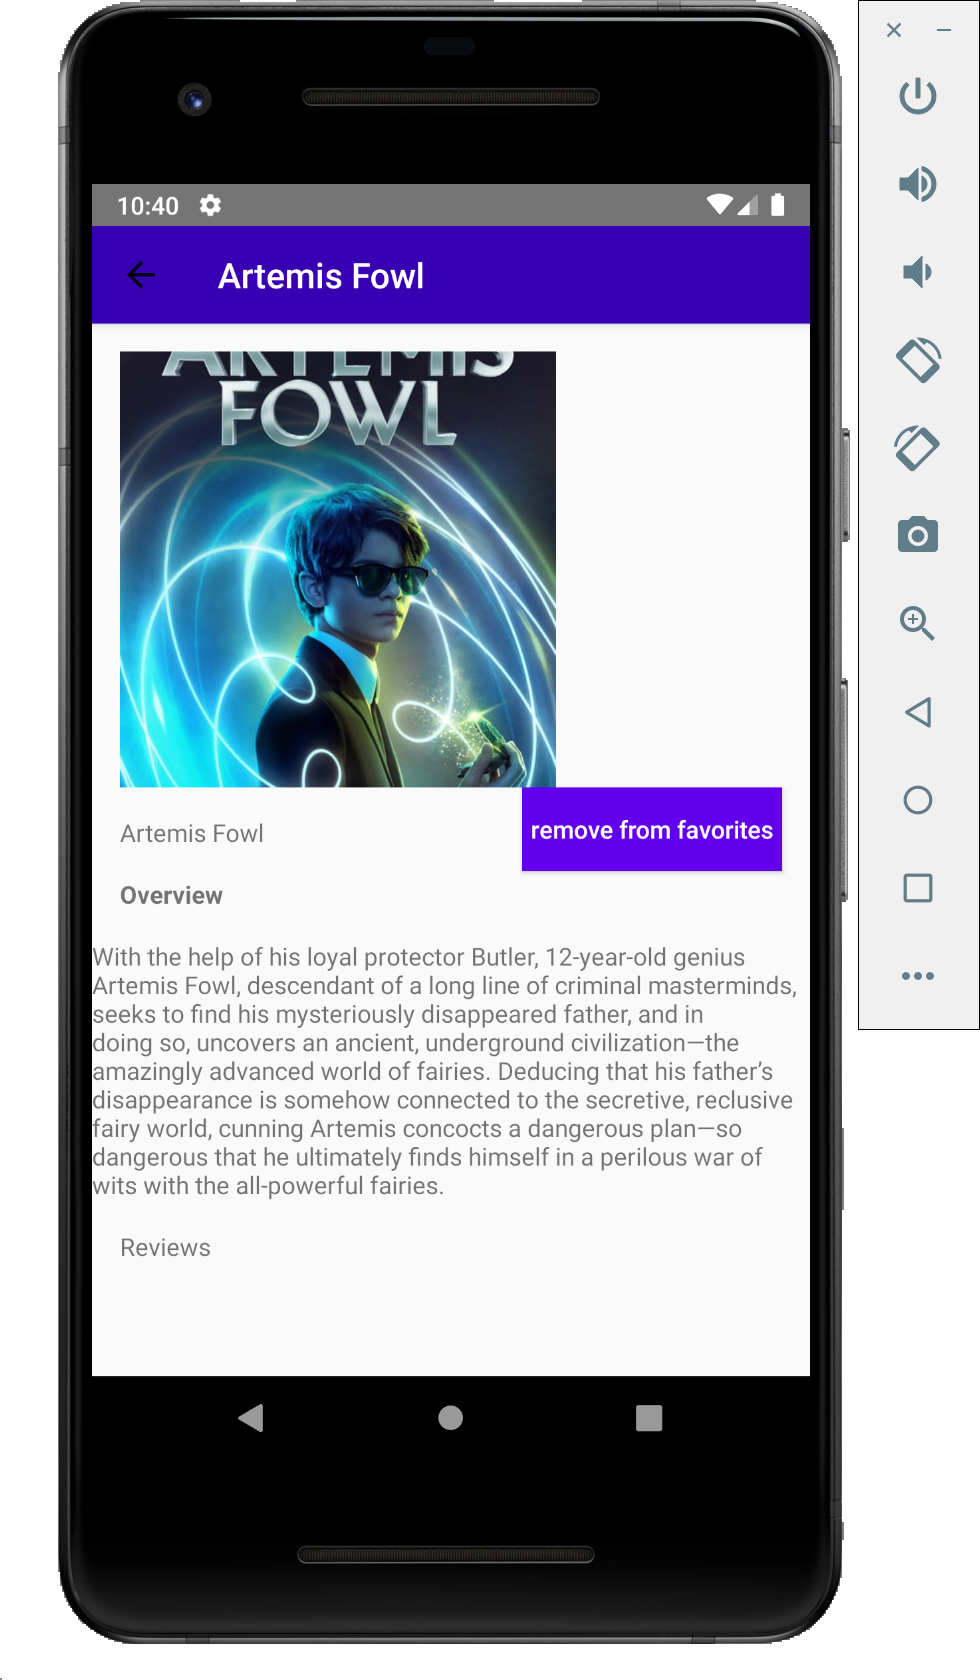 10:40
Artemis Fowl
ARTEMIS
FOWL
Artemis Fowl
remove from favorites
Overview
With the help of his loyal protector Butler, 12-year-old genius
Artemis Fowl, descendant of a long line of criminal masterminds,
seeks to find his mysteriously disappeared father, and in
doing so, uncovers an ancient, underground civilization—the
amazingly advanced world of fairies. Deducing that his father’s
disappearance is somehow connected to the secretive, reclusive
fairy world, cunning Artemis concocts a dangerous plan—so
dangerous that he ultimately finds himself in a perilous war of
wits with the all-powerful fairies.
Reviews